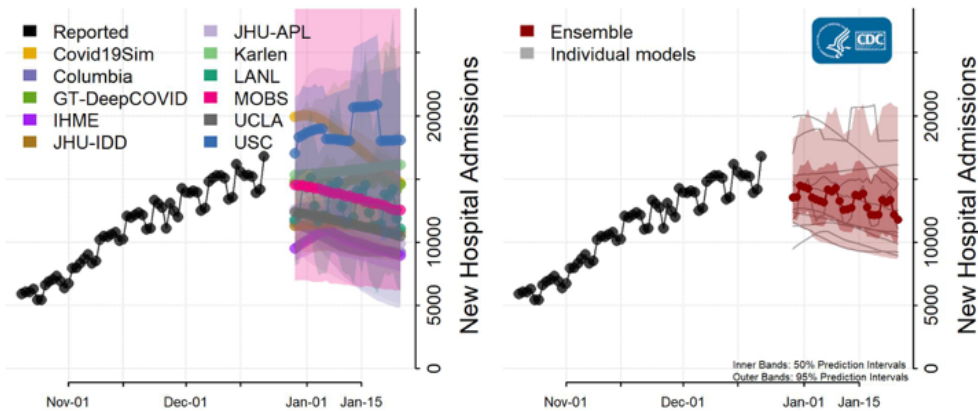 Reported
Covid19Sim
Columbia
GT-DeepCOVID
IHME
JHU-IDD
JHU-APL
Karlen
LANL
MOBS
UCLA
USC
New Hospital Admissions
20000
10000
5000
0
Nov-01
Dec-01
Jan-01
Jan-15
Ensemble
Individual models
CDC
New Hospital Admissions
20000
10000
5000
0
Inner Bands: 50% Prediction Intervals
Outer Bands: 95% Prediction Intervals
Nov-01
Dec-01
Jan-01
Jan-15